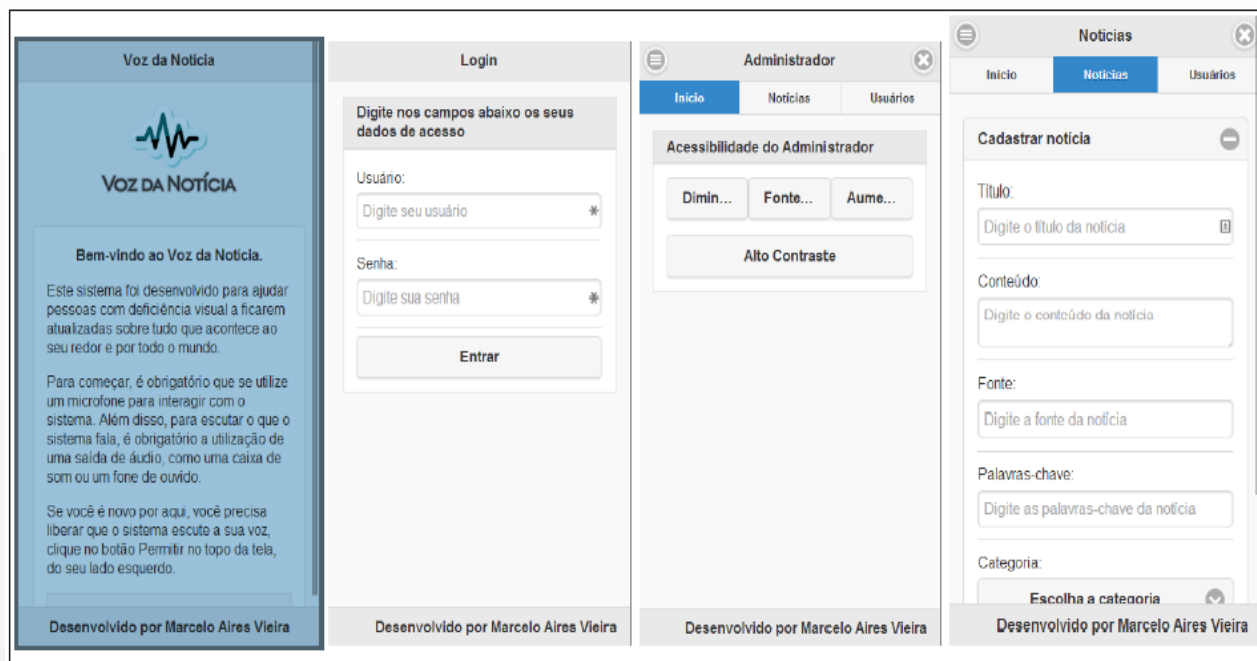 Voz da Noticia
VOZ DA NOTÍCIA
Bem-vindo ao Voz da Notícia.
Este sistema foi desenvolvido para ajudar
pessoas com deficiência visual a ficarem
atualizadas sobre tudo que acontece ao
seu redor e por todo o mundo.
Para começar, é obrigatório que se utilize
um microfone para interagir com o
sistema. Além disso, para escutar o que o
sistema fala, é obrigatório a utilização de
uma saída de áudio, como uma caixa de
som ou um fone de ouvido.
Se você é novo por aqui, você precisa
liberar que o sistema escute a sua voz,
clique no botão Permitir no topo da tela,
do seu lado esquerdo.
Desenvolvido por Marcelo Aires Vieira
Login
Digite nos campos abaixo os seus
dados de acesso
Usuário:
Digite seu usuário
Senha:
Digite sua senha
Entrar
Desenvolvido por Marcelo Aires Vieira
Administrador
Início Notícias Usuários
Acessibilidade do Administrador
Dimin... Fonte... Aume...
Alto Contraste
Desenvolvido por Marcelo Aires Vieira
Notícias
Início Notícias Usuários
Cadastrar notícia
Título:
Digite o título da notícia
Conteúdo:
Digite o conteúdo da notícia
Fonte:
Digite a fonte da notícia
Palavras-chave:
Digite as palavras-chave da notícia
Categoria:
Escolha a categoria
Desenvolvido por Marcelo Aires Vieira